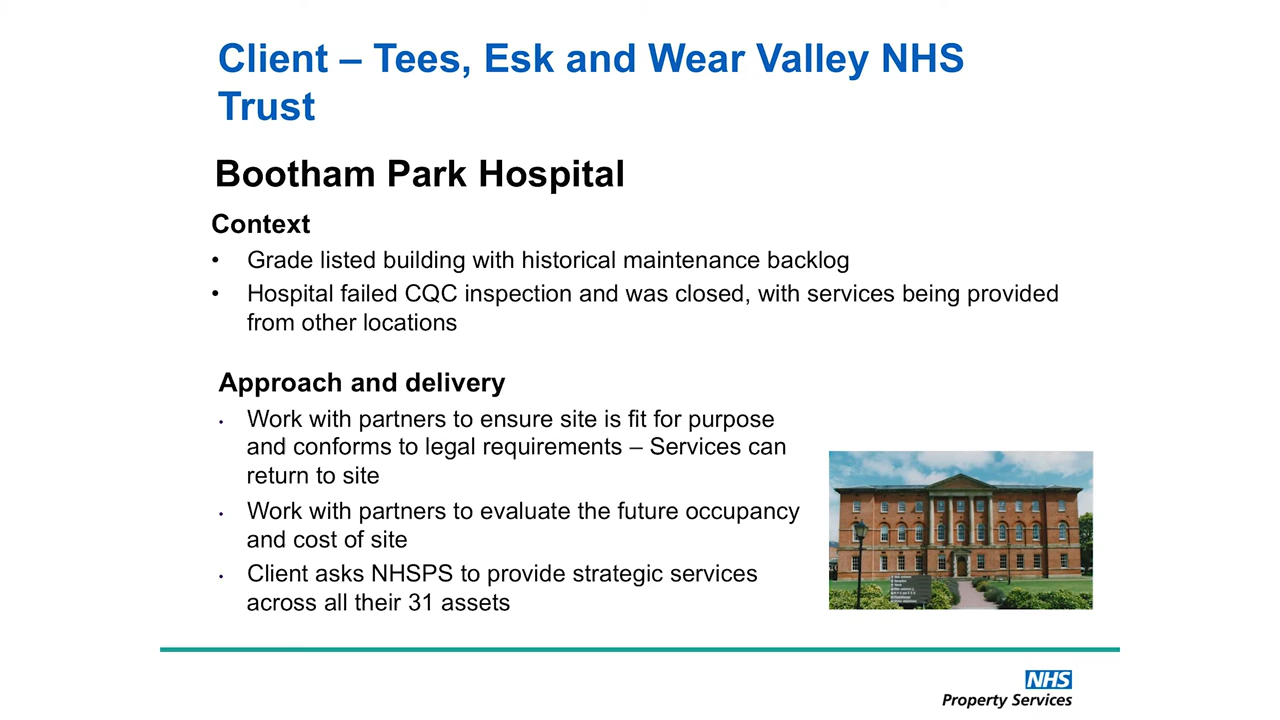 Client – Tees, Esk and Wear Valley NHS
Trust
Bootham Park Hospital
Context
• Grade listed building with historical maintenance backlog
• Hospital failed CQC inspection and was closed, with services being provided
from other locations
Approach and delivery
• Work with partners to ensure site is fit for purpose
and conforms to legal requirements – Services can
return to site
• Work with partners to evaluate the future occupancy
and cost of site
• Client asks NHSPS to provide strategic services
across all their 31 assets
NHS
Property Services